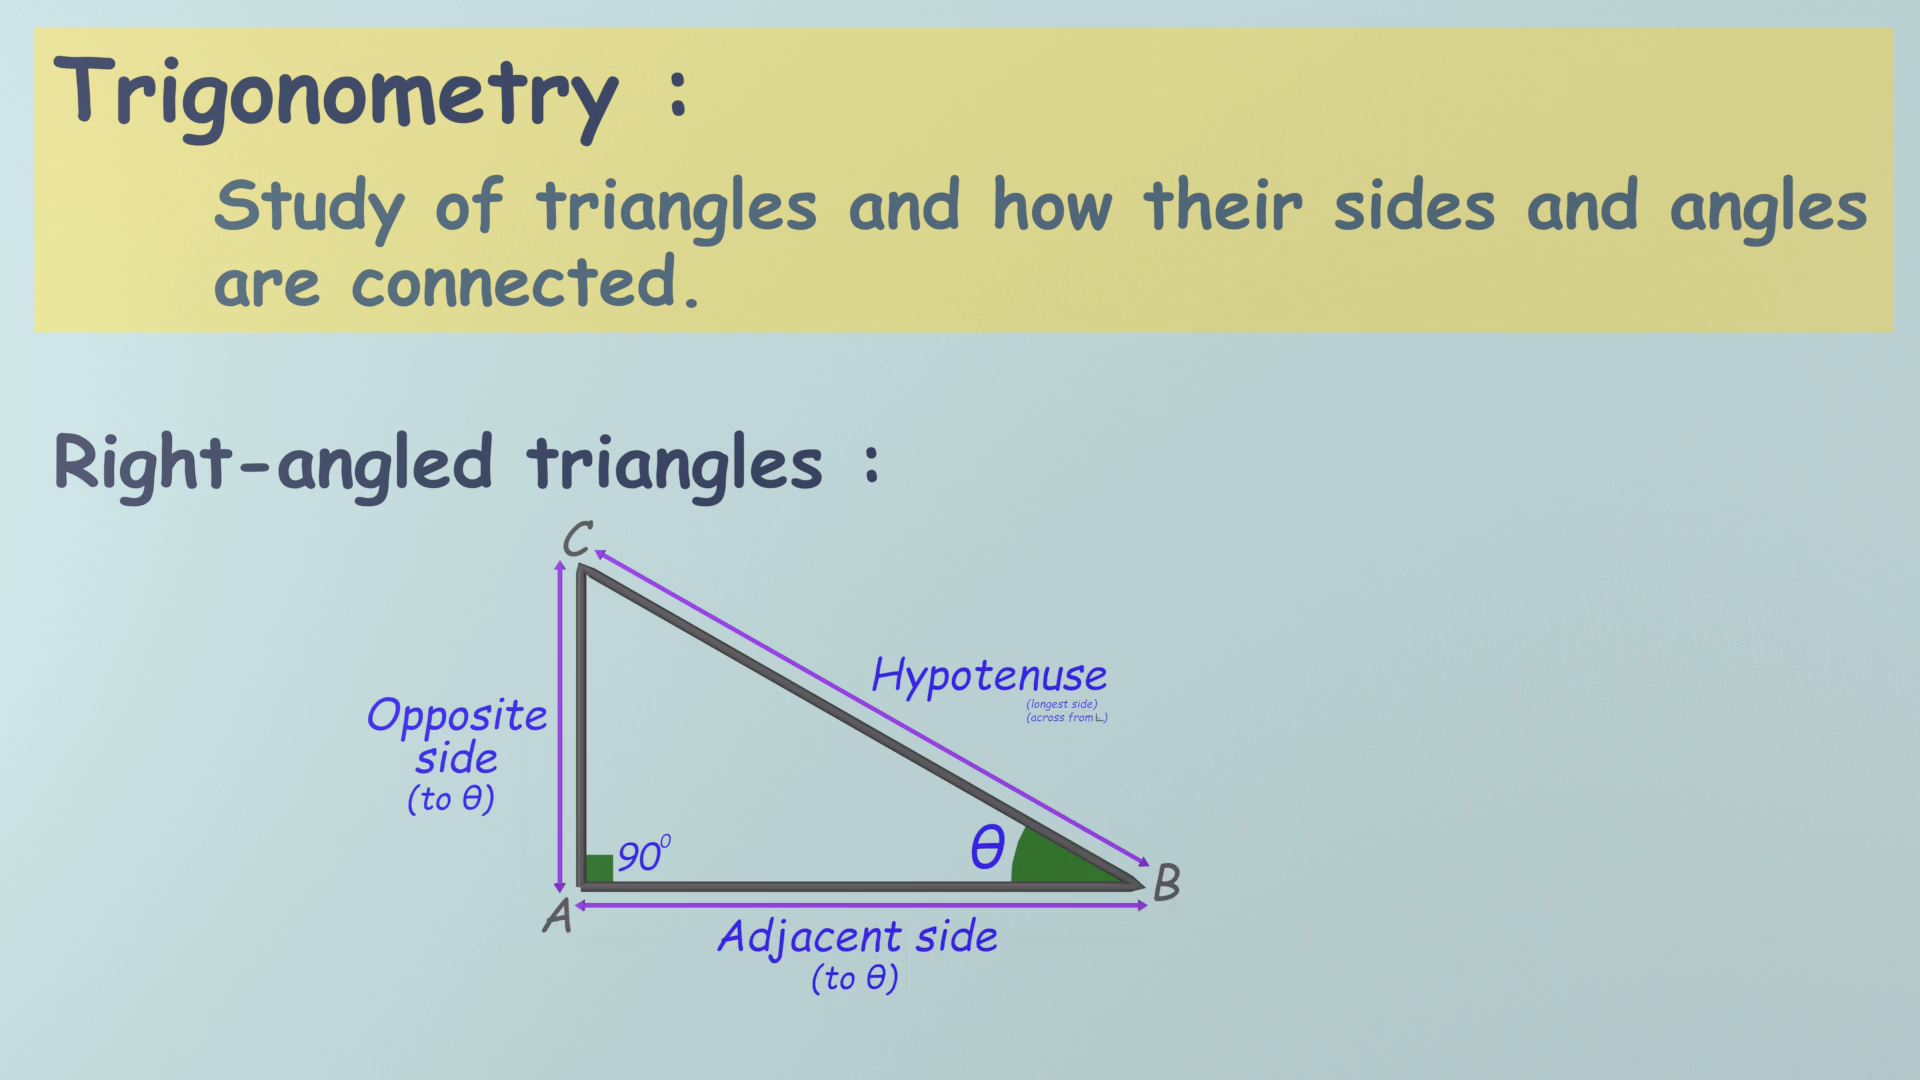 Trigonometry :
Study of triangles and how their sides and angles
are connected.
Right-angled triangles :
C
Hypotenuse
(longest side)
(across from∟)
Opposite
side
(to θ)
90⁰
θ
B
A
Adjacent side
(to θ)